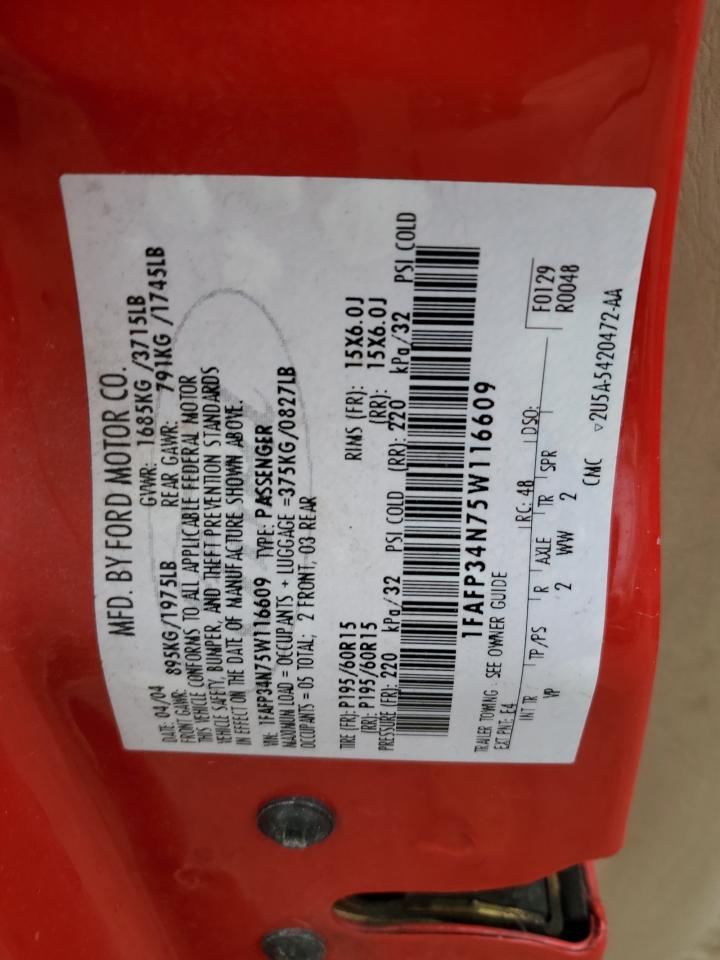 MFD. BY FORD MOTOR CO.
DATE: 04/04 GVWR: 1685KG /3715LB
FRONT GAWR: 895KG/1975LB REAR GAWR: 791KG /1745LB
THIS VEHICLE CONFORMS TO ALL APPLICABLE FEDERAL MOTOR
VEHICLE SAFETY, BUMPER, AND THEFT PREVENTION STANDARDS
IN EFFECT ON THE DATE OF MANUFACTURE SHOWN ABOVE.
VIN: 1FAFP34N75W116609 TYPE: PASSENGER
MAXIMUM LOAD = OCCUPANTS + LUGGAGE =375KG/0827LB
OCCUPANTS = 05 TOTAL; 2 FRONT, 03 REAR
TIRE (FR): P195/60R15 RIMS (FR): 15X6.0J
(RR): P195/60R15 (RR): 15X6.0J
PRESSURE (FR): 220 kPa/32 PSI COLD (RR): 220 kPa/32 PSI COLD
1FAFP34N75W116609
TRAILER TOWING : SEE OWNER GUIDE
EXT PNT: E4 RC: 48 DSO: F0129
R0048
INT TR TP/PS R AXLE TR SPR
VP 2 WW 2
CMC ▽2U5A-5420472-AA